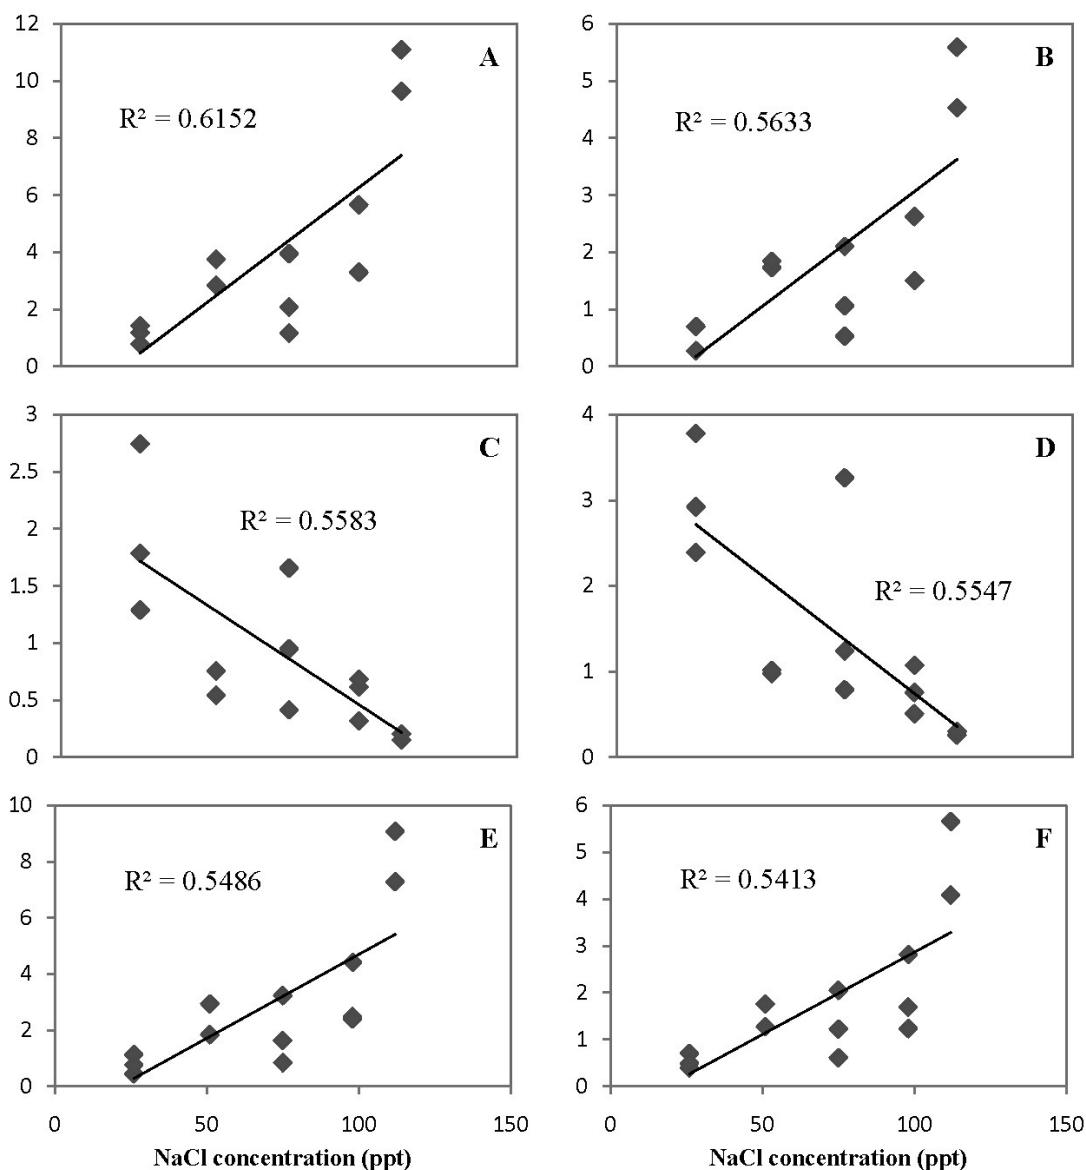 12
10
8
6
4
2
0
A
R² = 0.6152
6
5
4
3
2
1
0
B
R² = 0.5633
3
2.5
2
1.5
1
0.5
0
C
R² = 0.5583
4
3
2
1
0
D
R² = 0.5547
10
8
6
4
2
0
E
R² = 0.5486
0 50 100 150
NaCl concentration (ppt)
6
5
4
3
2
1
0
F
R² = 0.5413
0 50 100 150
NaCl concentration (ppt)